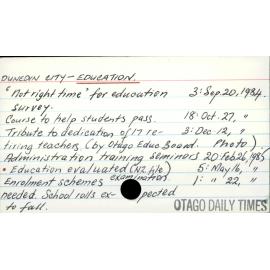 DUNEDIN CITY - EDUCATION.
"Not right time" for education 3: Sep. 20, 1984.
survey.
Course to help students pass. 18: Oct. 27, "
Tribute to dedication of 17 re- 3: Dec. 12, "
tiring teachers (by Otago Educ. Board. Photo).
Administration training seminars 20: Feb 26, 1985
• Education evaluated (NZ life) 5: May 16, "
examination
Enrolment schemes 1: " 22, "
needed. School rolls ex- pected
to fall.
OTAGO DAILY TIMES